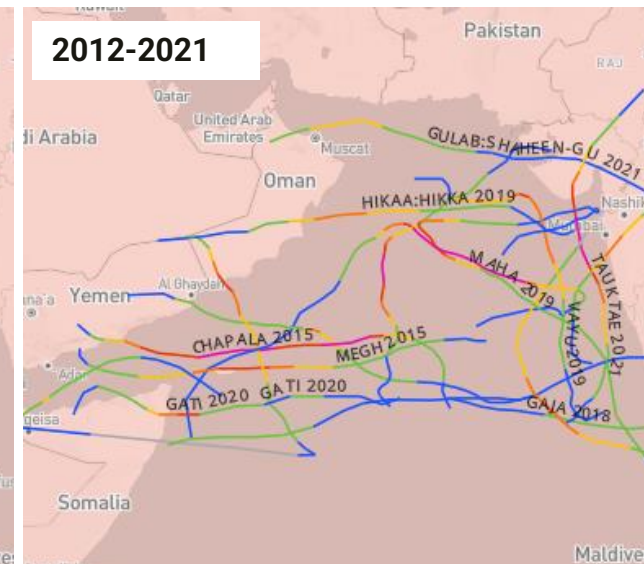 2012-2021
Pakistan
RAJ
Qatar
United Arab
Emirates
Muscat
di Arabia
GULAB:SHAHEEN-GU 2021
Oman
HIKAA:HIKKA 2019
Nashik
Mumbai
MAHA 2019
TAUKTAE 2021
Al Ghaydah
Yemen
VAYU 2019
CHAPALA 2015
MEGH 2015
GATI 2020
GATI 2020
GAJA 2018
Somalia
Maldive